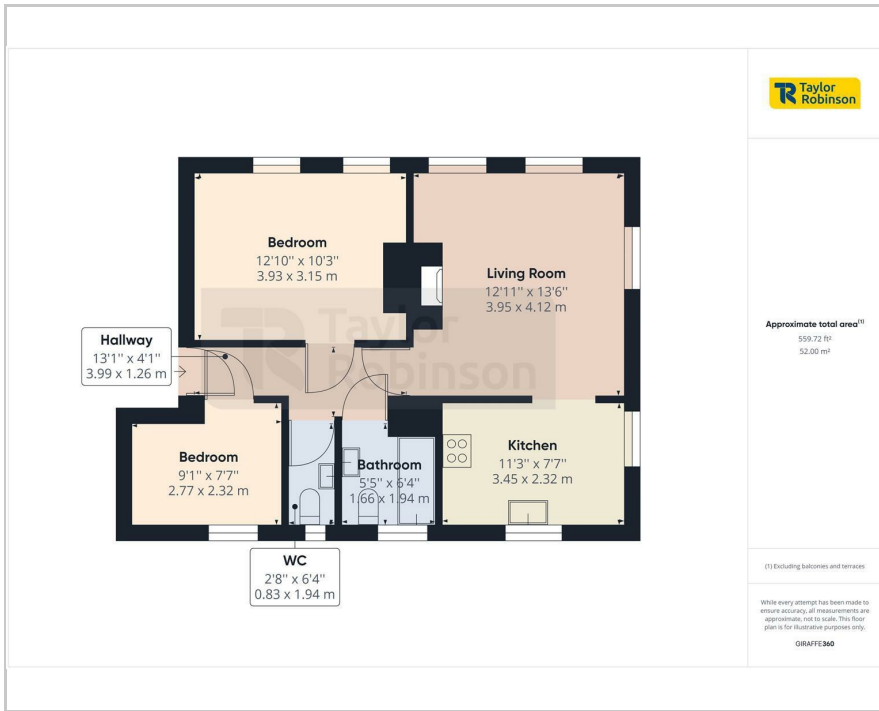 Taylor
Robinson
Bedroom
12'10" x 10'3"
3.93 x 3.15 m
Living Room
12'11" x 13'6"
3.95 x 4.12 m
Taylor
Robinson
Hallway
13'1" x 4'1"
3.99 x 1.26 m
Bedroom
9'1" x 7'7"
2.77 x 2.32 m
Bathroom
5'5" x 6'4"
1.66 x 1.94 m
Kitchen
11'3" x 7'7"
3.45 x 2.32 m
WC
2'8" x 6'4"
0.83 x 1.94 m
Approximate total area(1)
559.72 ft²
52.00 m²
(1) Excluding balconies and terraces
While every attempt has been made to
ensure accuracy, all measurements are
approximate, not to scale. This floor
plan is for illustrative purposes only.
GIRAFFE360